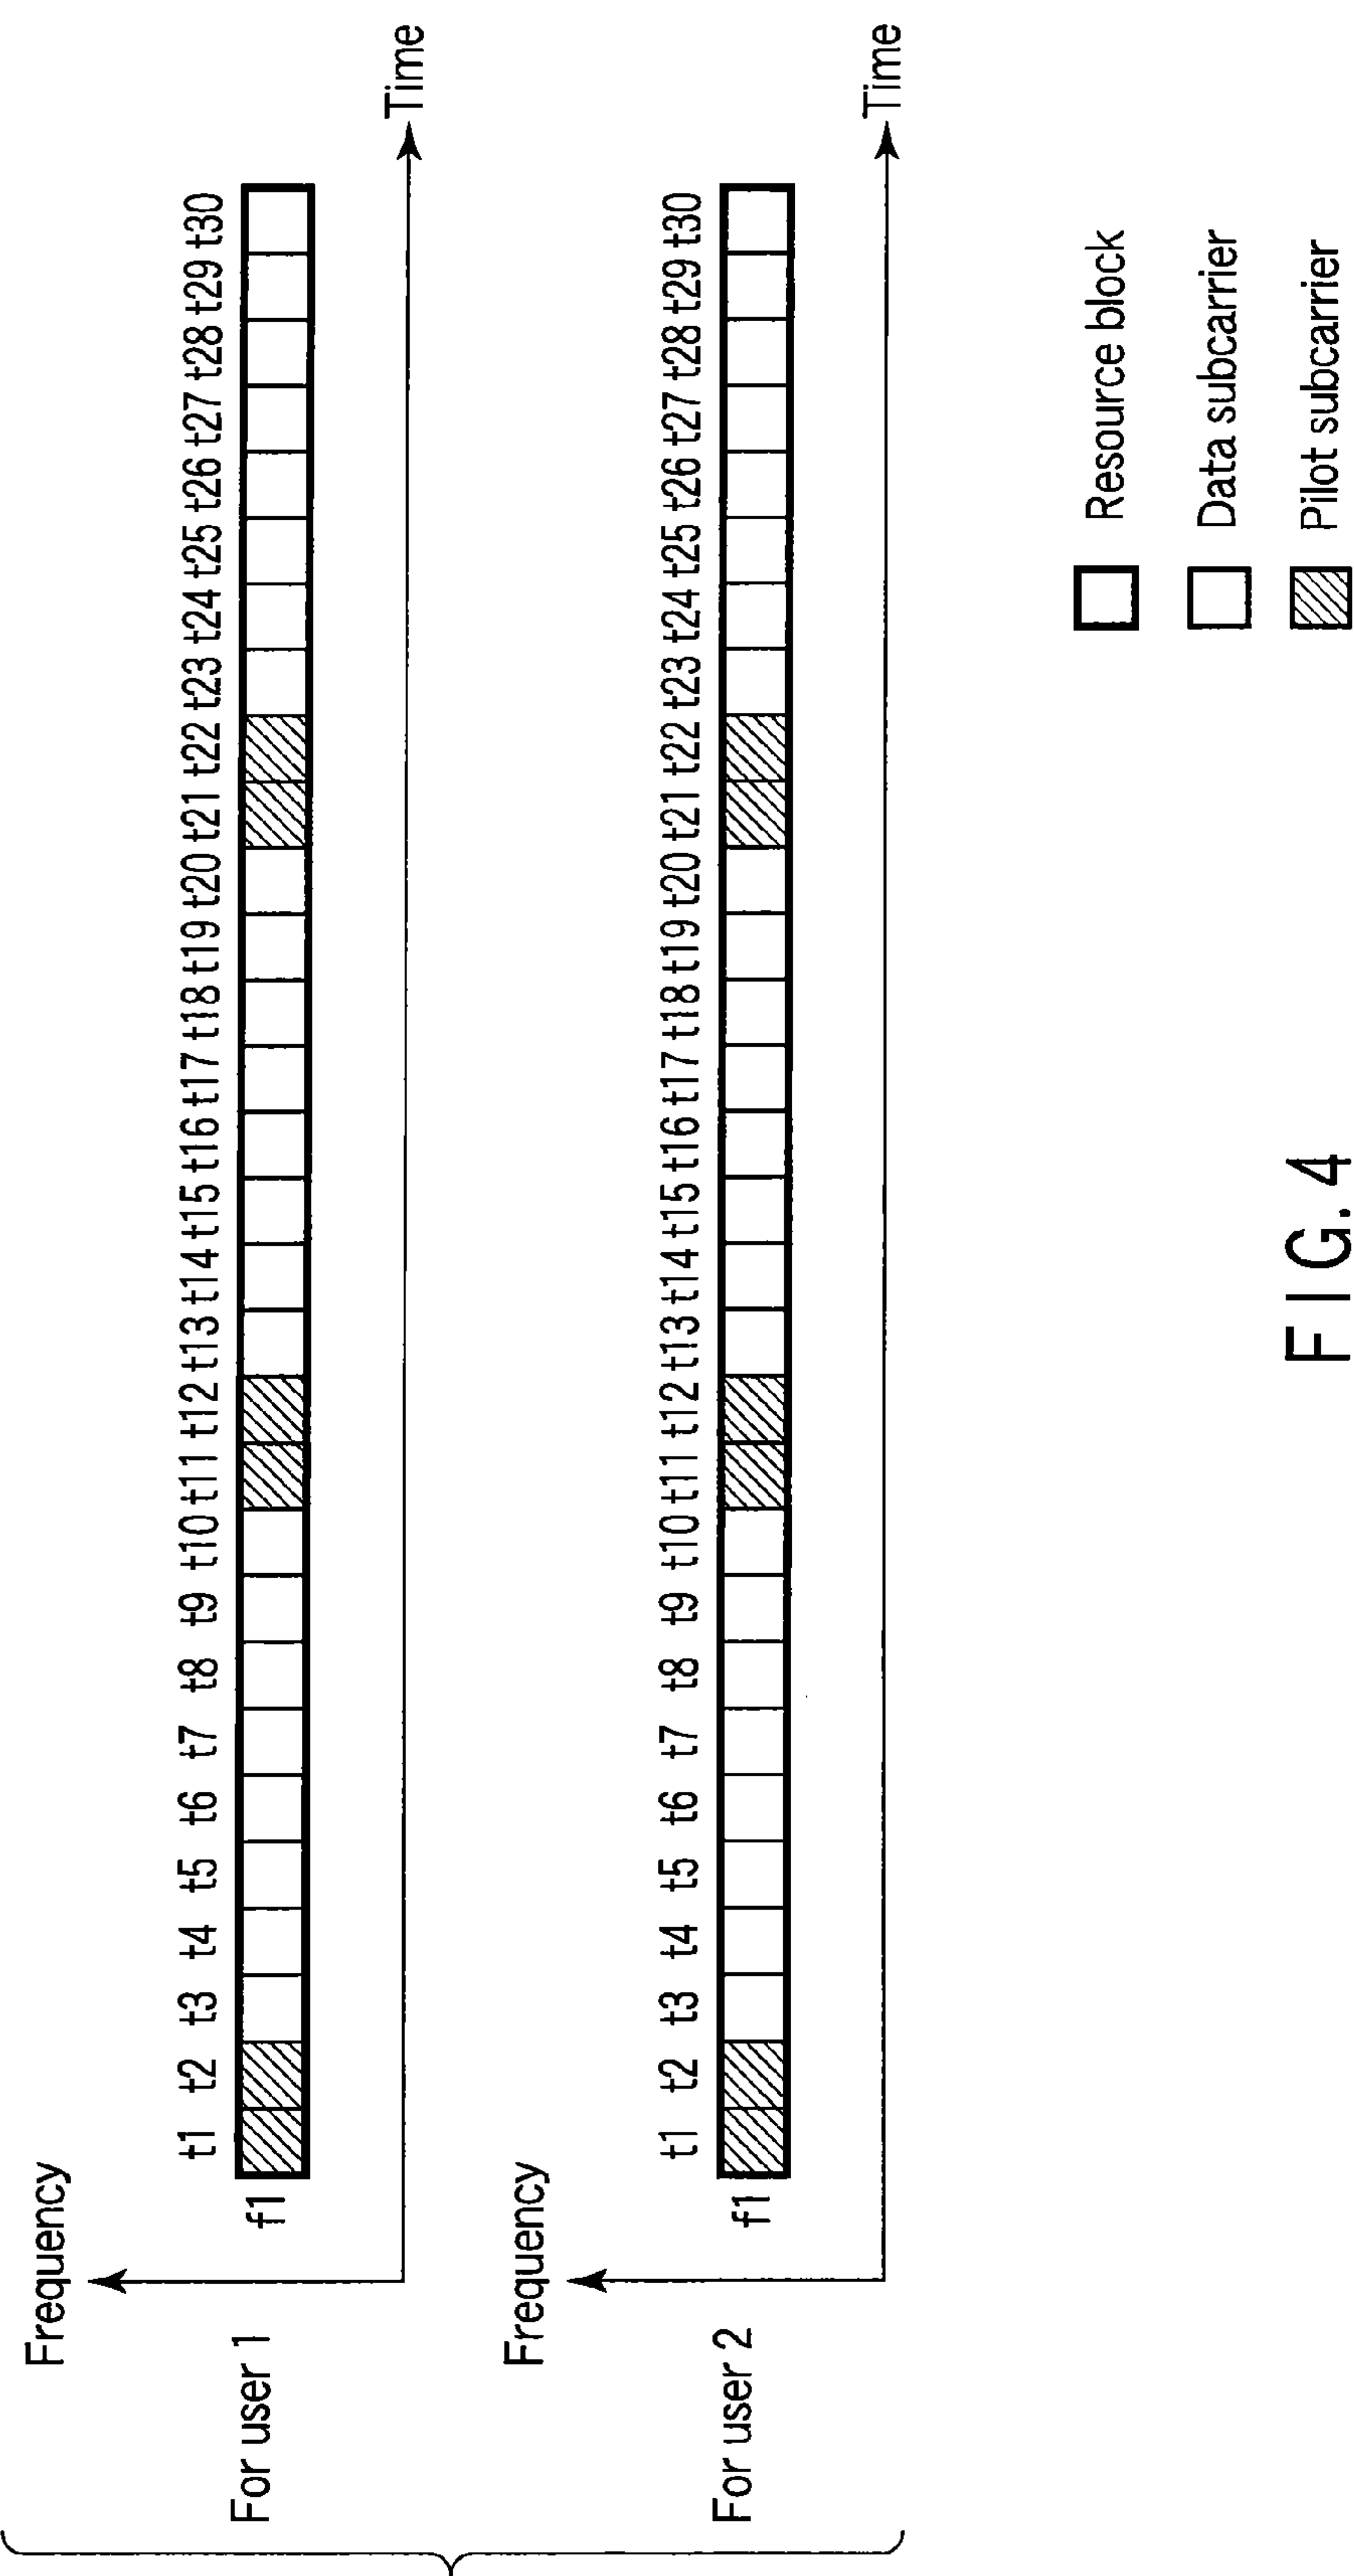 Frequency
t1 t2 t3 t4 t5 t6 t7 t8 t9 t10 t11 t12 t13 t14 t15 t16 t17 t18 t19 t20 t21 t22 t23 t24 t25 t26 t27 t28 t29 t30
For user 1
f1
Time
Frequency
t1 t2 t3 t4 t5 t6 t7 t8 t9 t10 t11 t12 t13 t14 t15 t16 t17 t18 t19 t20 t21 t22 t23 t24 t25 t26 t27 t28 t29 t30
For user 2
f1
Time
Resource block
Data subcarrier
Pilot subcarrier
FIG. 4